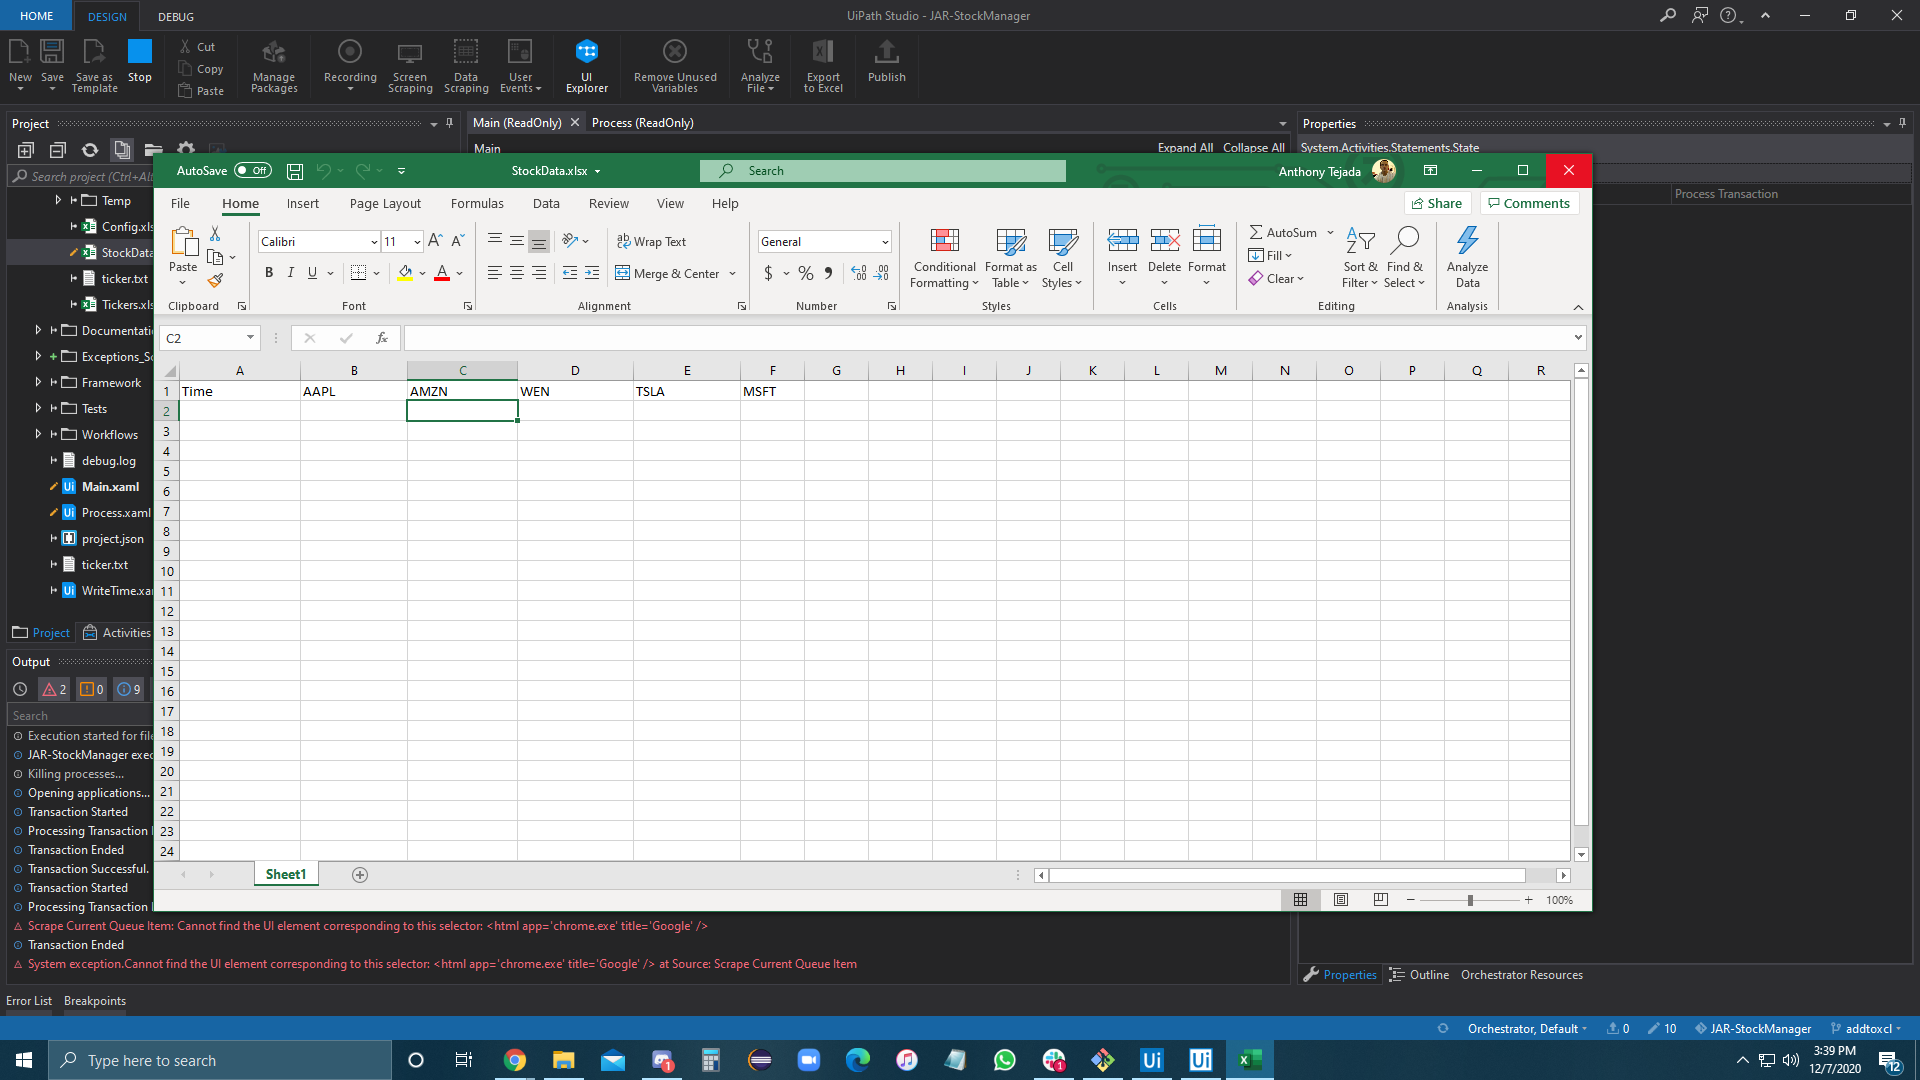 HOME DESIGN DEBUG UiPath Studio - JAR-StockManager
New Save Save as Template Stop Cut Copy Paste Manage Packages Recording Screen Scraping Data Scraping User Events UI Explorer Remove Unused Variables Analyze File Export to Excel Publish
Project Main (ReadOnly) Process (ReadOnly) Properties
Main Expand All Collapse All System.Activities.Statements.State
Search project (Ctrl+Alt
Process Transaction
AutoSave Off StockData.xlsx Search Anthony Tejada
File Home Insert Page Layout Formulas Data Review View Help Share Comments
Paste Calibri 11 Wrap Text General AutoSum
B I U Merge & Center $ % Conditional Formatting Format as Table Cell Styles Insert Delete Format Fill Clear Sort & Filter Find & Select Analyze Data
Clipboard Font Alignment Number Styles Cells Editing Analysis
C2 fx
A B C D E F G H I J K L M N O P Q R
1 Time AAPL AMZN WEN TSLA MSFT
2
3
4
5
6
7
8
9
10
11
12
13
14
15
16
17
18
19
20
21
22
23
24
Sheet1
100%
Temp
Config.xls
StockData
ticker.txt
Tickers.xls
Documentati
Exceptions_Sc
Framework
Tests
Workflows
debug.log
Main.xaml
Process.xaml
project.json
ticker.txt
WriteTime.xar
Project Activities
Output
2 0 9
Search
Execution started for file
JAR-StockManager exec
Killing processes...
Opening applications...
Transaction Started
Processing Transaction
Transaction Ended
Transaction Successful.
Transaction Started
Processing Transaction
Scrape Current Queue Item: Cannot find the UI element corresponding to this selector: <html app='chrome.exe' title='Google' />
Transaction Ended
System exception.Cannot find the UI element corresponding to this selector: <html app='chrome.exe' title='Google' /> at Source: Scrape Current Queue Item
Properties Outline Orchestrator Resources
Error List Breakpoints
Orchestrator, Default 0 10 JAR-StockManager addtoxcl
Type here to search
3:39 PM
12/7/2020
12